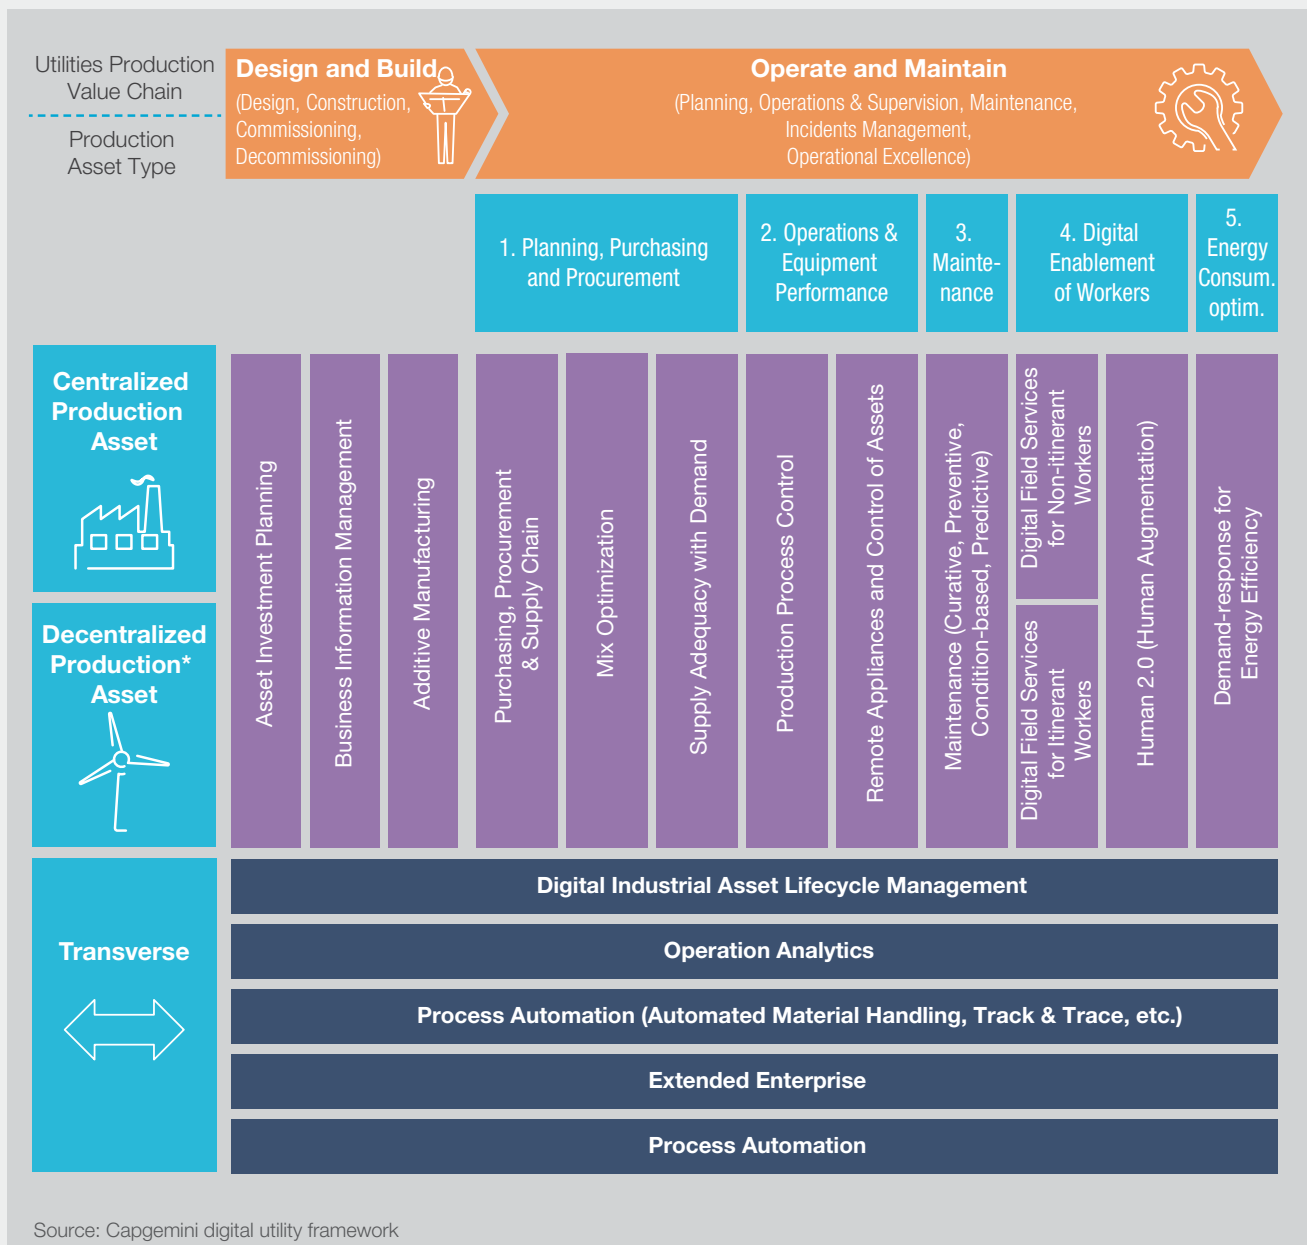 Utilities Production
Value Chain
Production
Asset Type
Design and Build
(Design, Construction,
Commissioning,
Decommissioning)
Operate and Maintain
(Planning, Operations & Supervision, Maintenance,
Incidents Management,
Operational Excellence)
1. Planning, Purchasing
and Procurement
2. Operations &
Equipment
Performance
3.
Mainte-
nance
4. Digital
Enablement
of Workers
5.
Energy
Consum.
optim.
Centralized
Production
Asset
Decentralized
Production*
Asset
Asset Investment Planning
Business Information Management
Additive Manufacturing
Purchasing, Procurement
& Supply Chain
Mix Optimization
Supply Adequacy with Demand
Production Process Control
Remote Appliances and Control of Assets
Maintenance (Curative, Preventive,
Condition-based, Predictive)
Digital Field Services
for Non-itinerant
Workers
Digital Field Services
for Itinerant
Workers
Human 2.0 (Human Augmentation)
Demand-response for
Energy Efficiency
Transverse
Digital Industrial Asset Lifecycle Management
Operation Analytics
Process Automation (Automated Material Handling, Track & Trace, etc.)
Extended Enterprise
Process Automation
Source: Capgemini digital utility framework